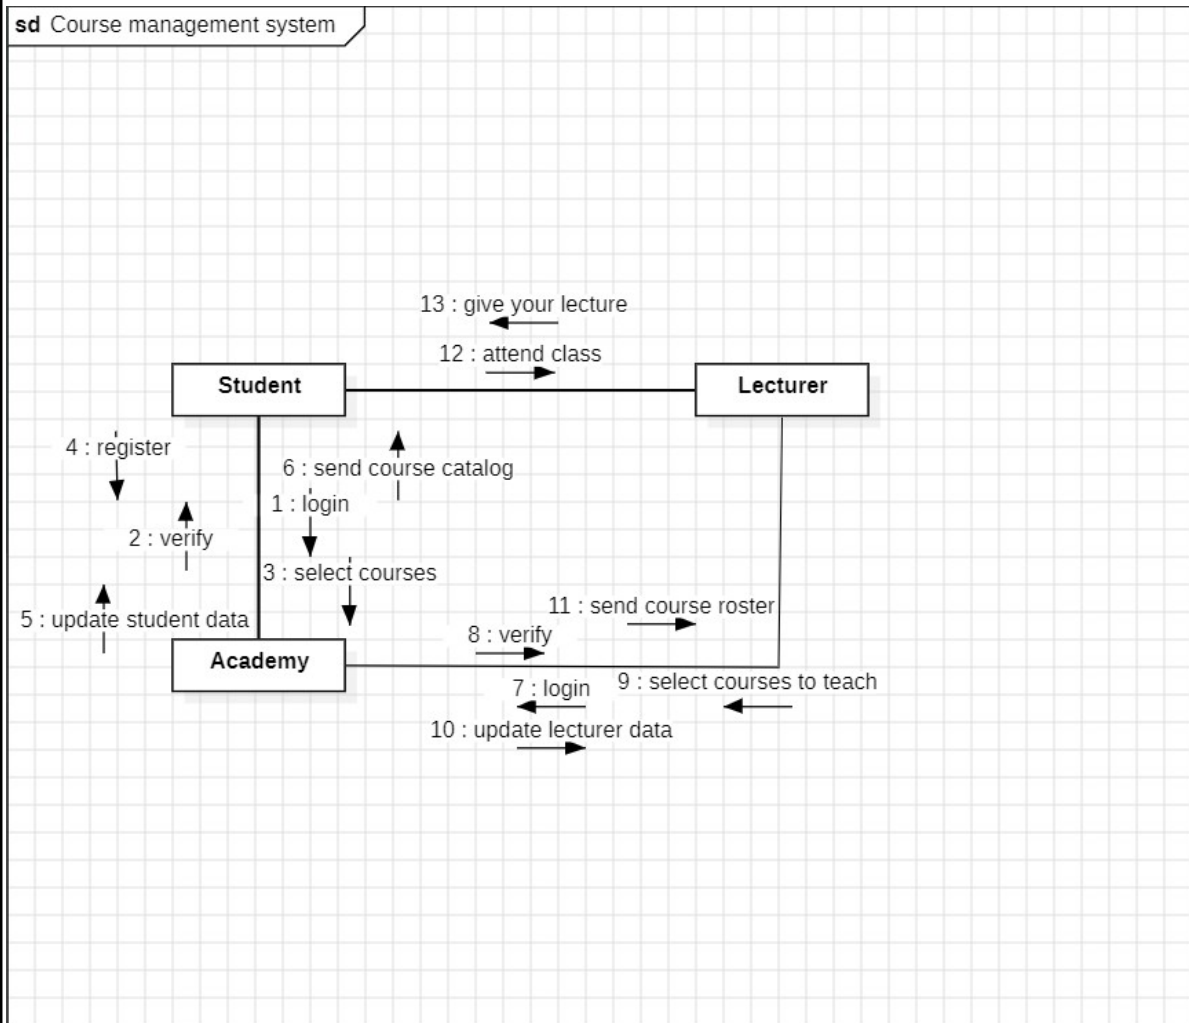 sd Course management system
13 : give your lecture
12 : attend class
Student
Lecturer
4 : register
6 : send course catalog
1 : login
2 : verify
3 : select courses
11 : send course roster
5 : update student data
8 : verify
Academy
9 : select courses to teach
7 : login
10 : update lecturer data